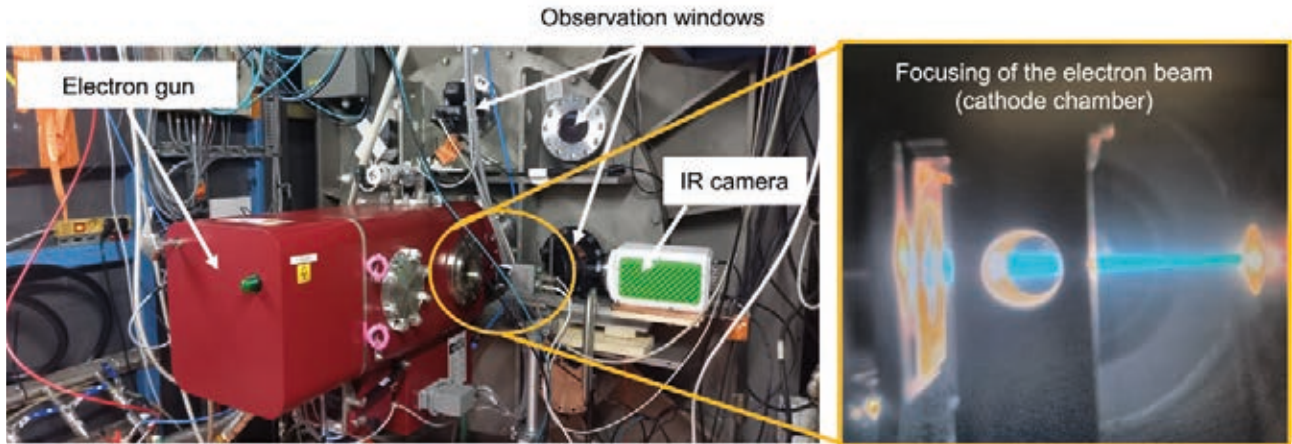 Observation windows
Electron gun
IR camera
Focusing of the electron beam
(cathode chamber)